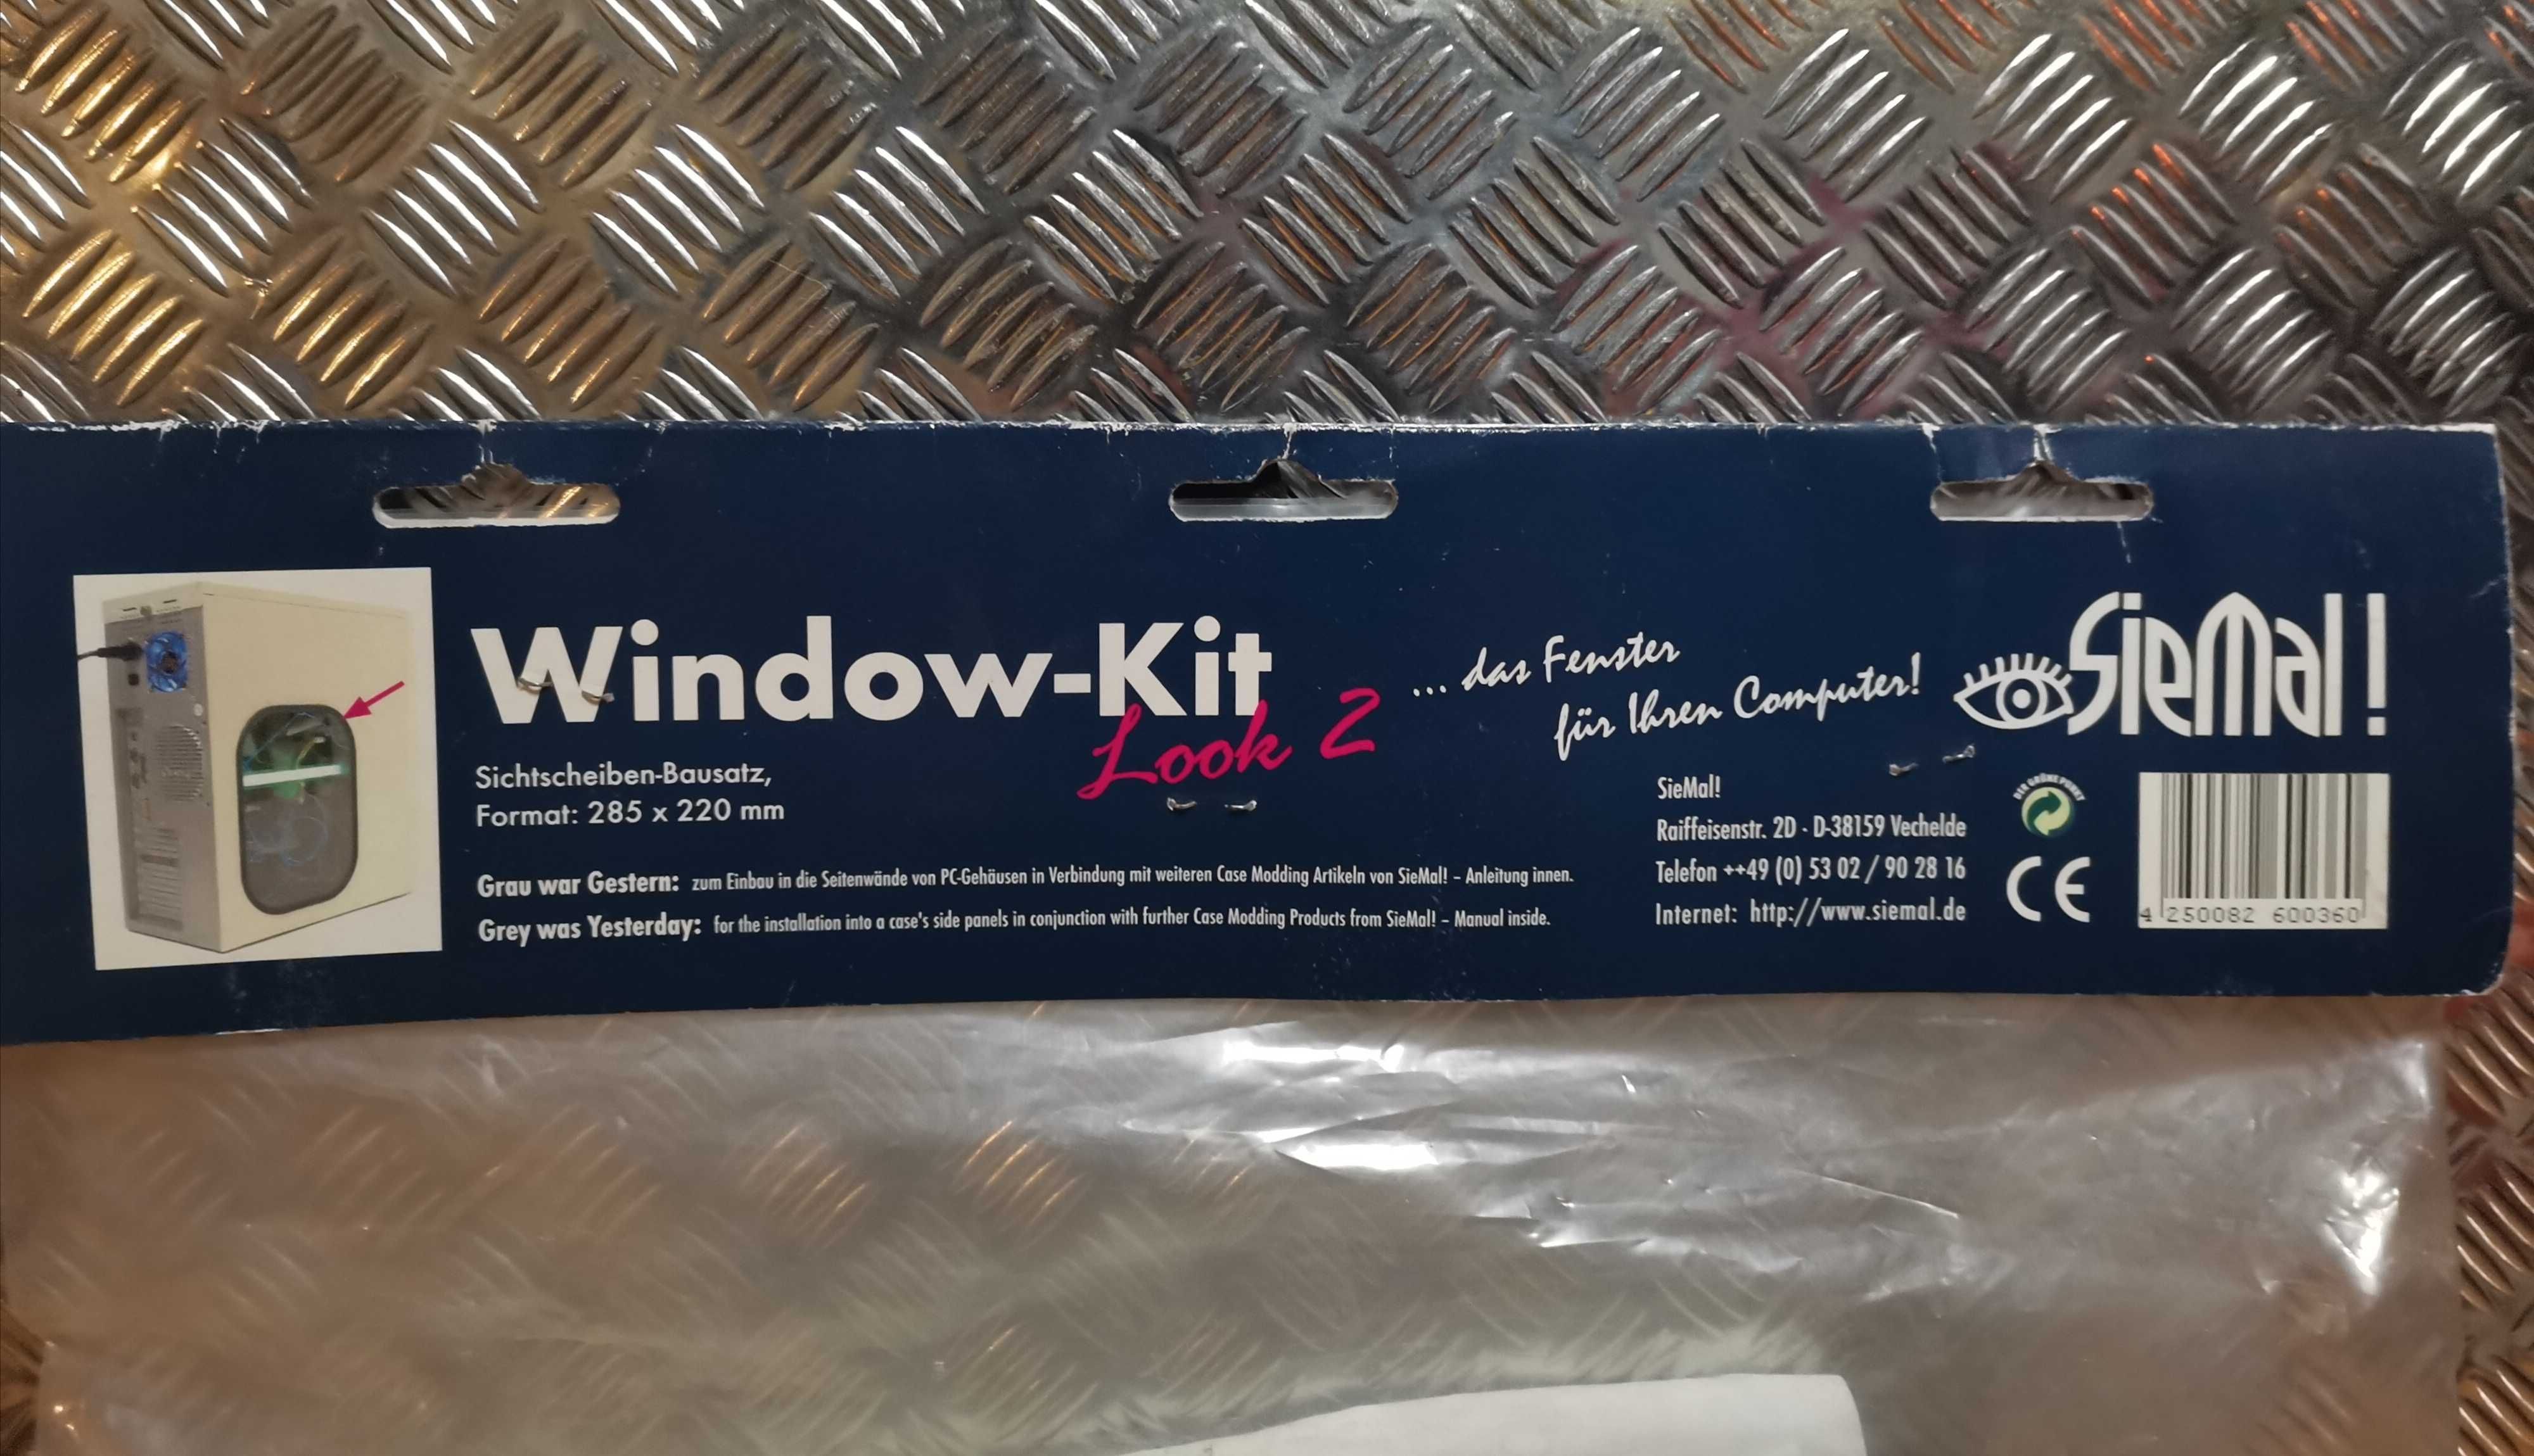 Window-Kit
Look 2
... das Fenster
für Ihren Computer!
SieMal!
Sichtscheiben-Bausatz,
Format: 285 x 220 mm
Grau war Gestern: zum Einbau in die Seitenwände von PC-Gehäusen in Verbindung mit weiteren Case Modding Artikeln von SieMal! – Anleitung innen.
Grey was Yesterday: for the installation into a case's side panels in conjunction with further Case Modding Products from SieMal! – Manual inside.
SieMal!
Raiffeisenstr. 2D · D-38159 Vechelde
Telefon ++49 (0) 53 02 / 90 28 16
Internet: http://www.siemal.de
DER GRÜNE PUNKT
CE
4 250082 600360